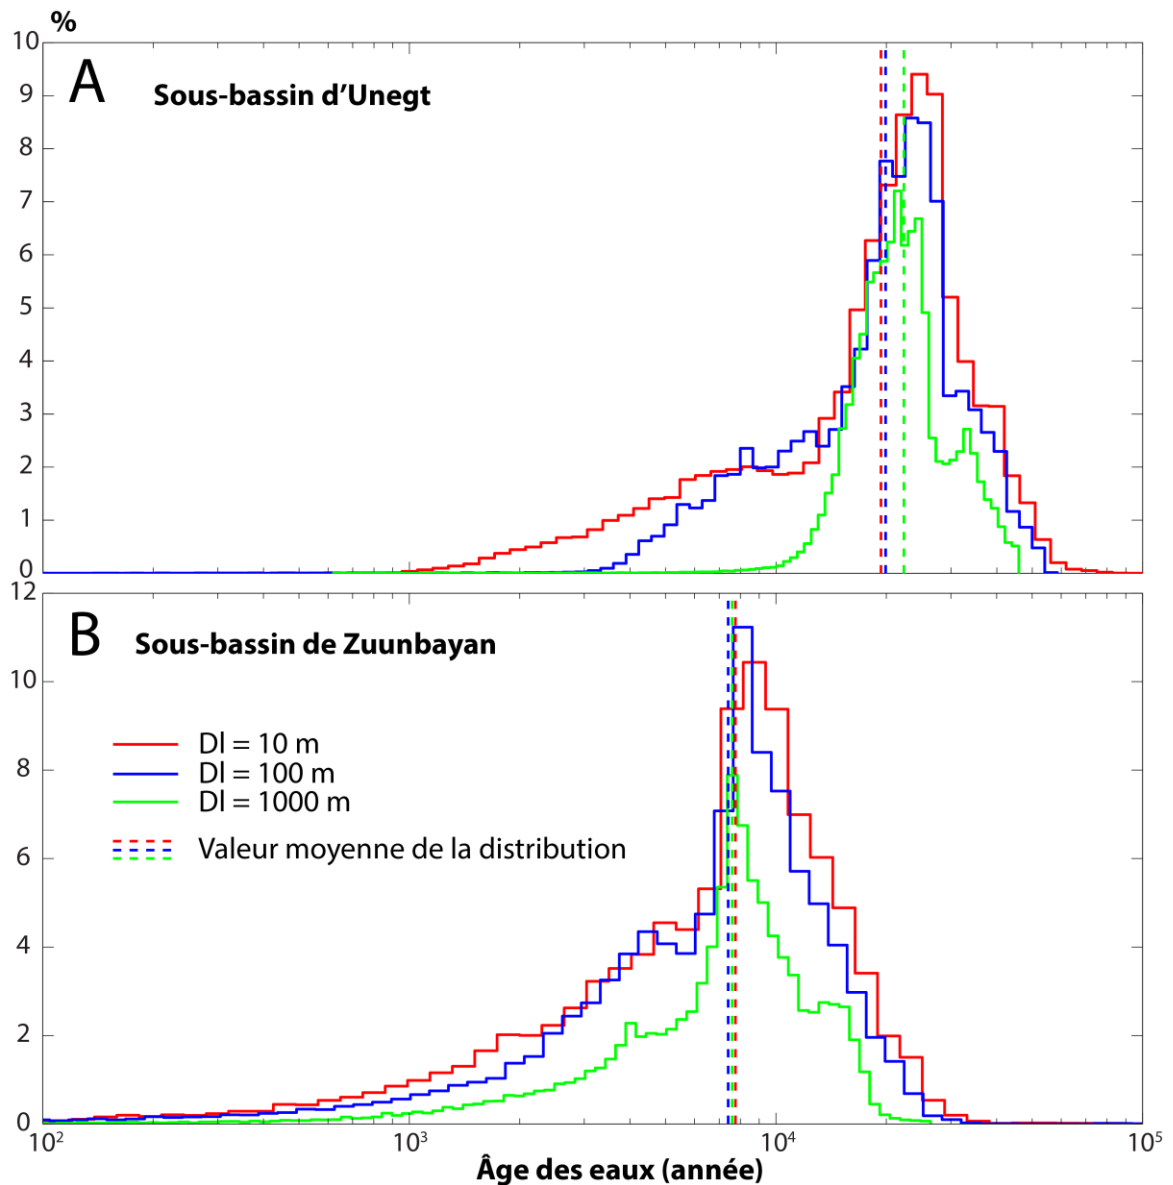 %
10
A
Sous-bassin d'Unegt
9
8
7
6
5
4
3
2
1
0
12
B
Sous-bassin de Zuunbayan
10
Dl = 10 m
Dl = 100 m
8
Dl = 1000 m
Valeur moyenne de la distribution
6
4
2
0
10² 10³ 10⁴ 10⁵
Âge des eaux (année)